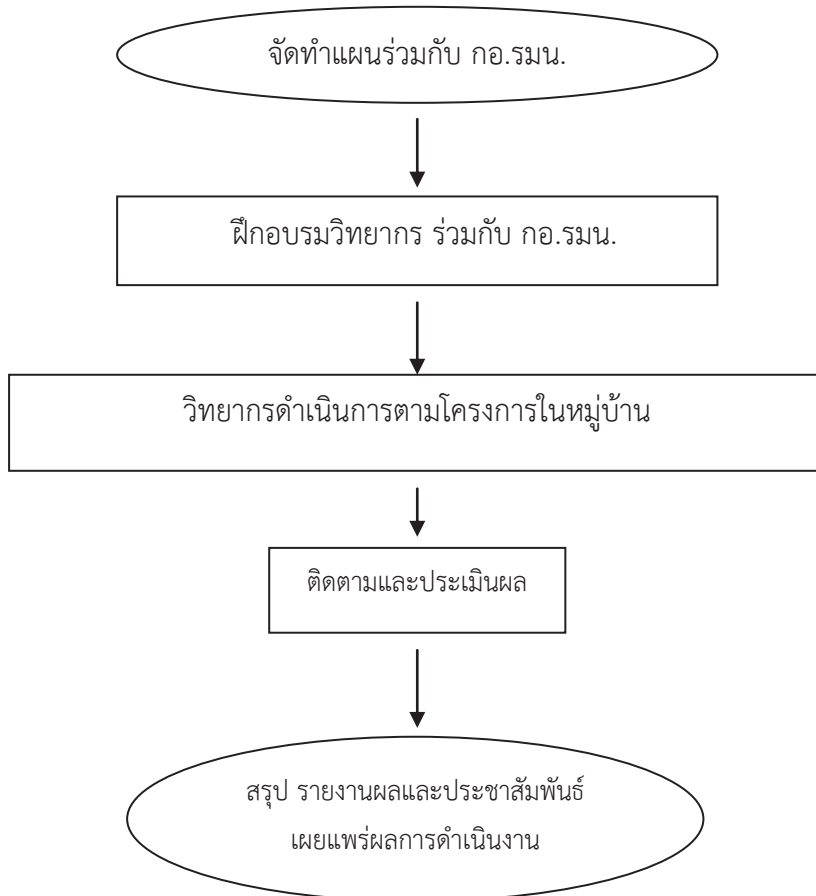 จัดทำแผนร่วมกับ กอ.รมน.
ฝึกอบรมวิทยากร ร่วมกับ กอ.รมน.
วิทยากรดำเนินการตามโครงการในหมู่บ้าน
ติดตามและประเมินผล
สรุป รายงานผลและประชาสัมพันธ์
เผยแพร่ผลการดำเนินงาน